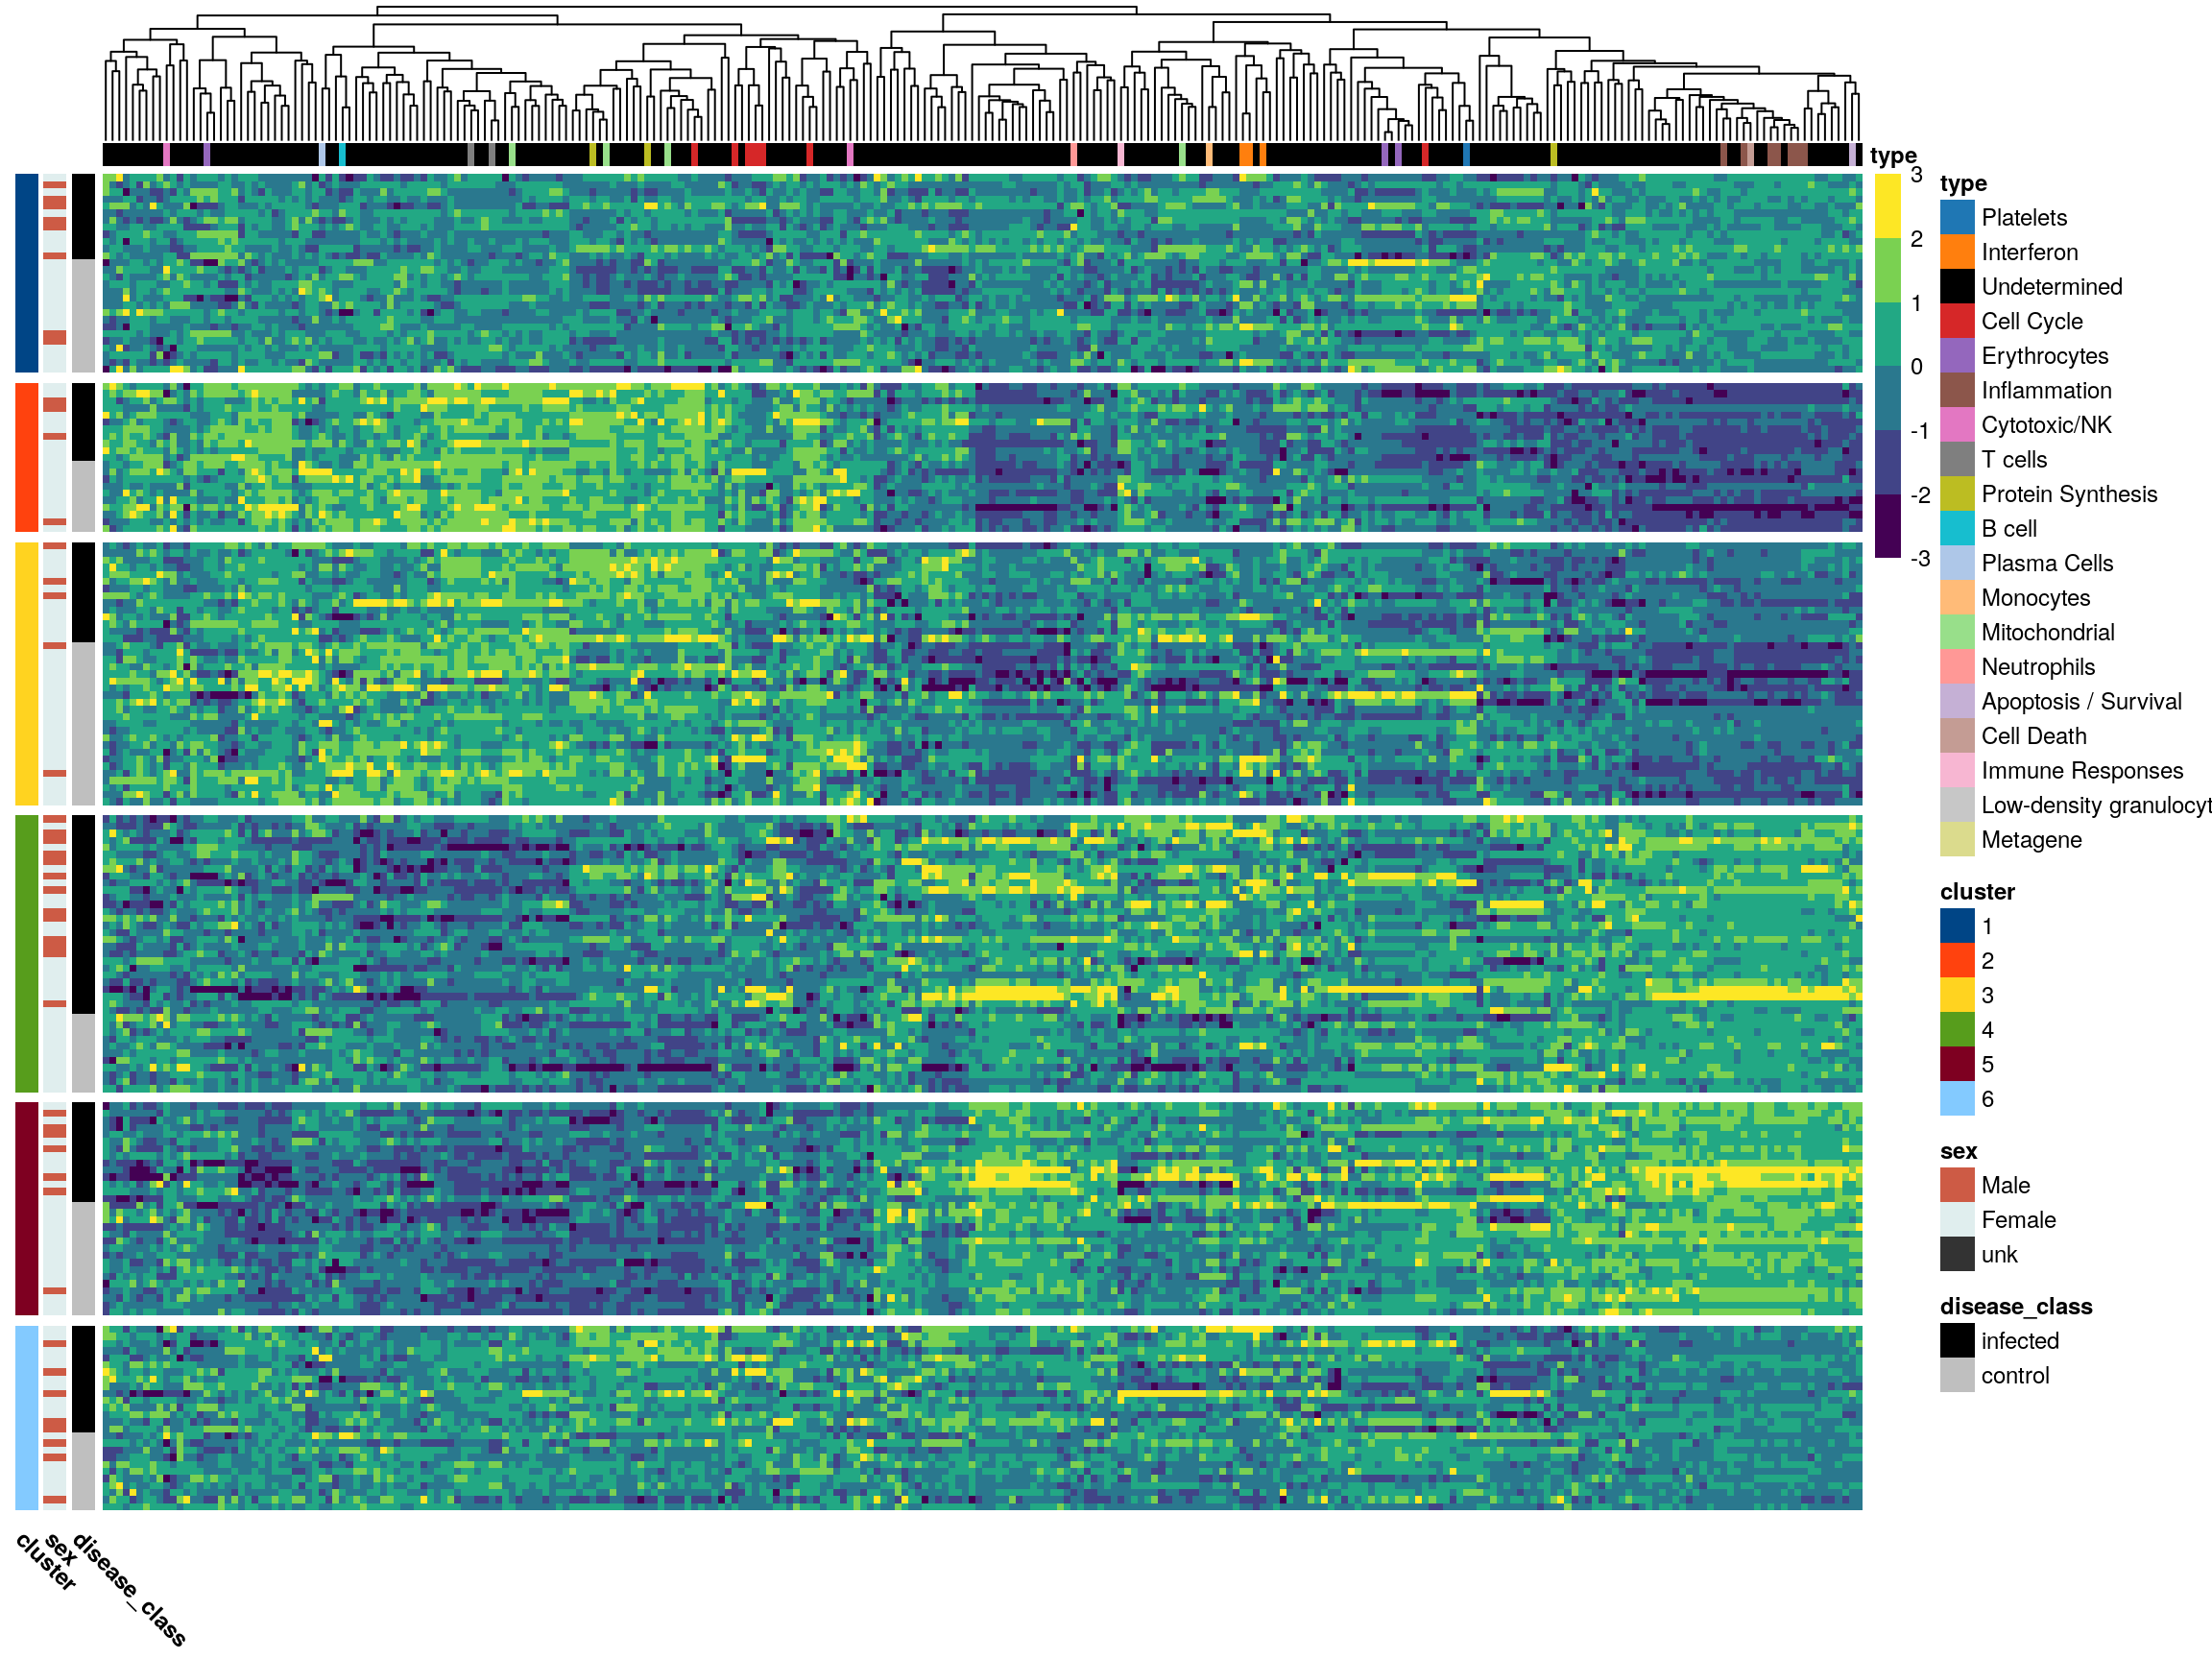 type
3
2
1
0
-1
-2
-3
type
Platelets
Interferon
Undetermined
Cell Cycle
Erythrocytes
Inflammation
Cytotoxic/NK
T cells
Protein Synthesis
B cell
Plasma Cells
Monocytes
Mitochondrial
Neutrophils
Apoptosis / Survival
Cell Death
Immune Responses
Low-density granulocyt
Metagene
cluster
1
2
3
4
5
6
sex
Male
Female
unk
disease_class
infected
control
cluster
sex
disease_class